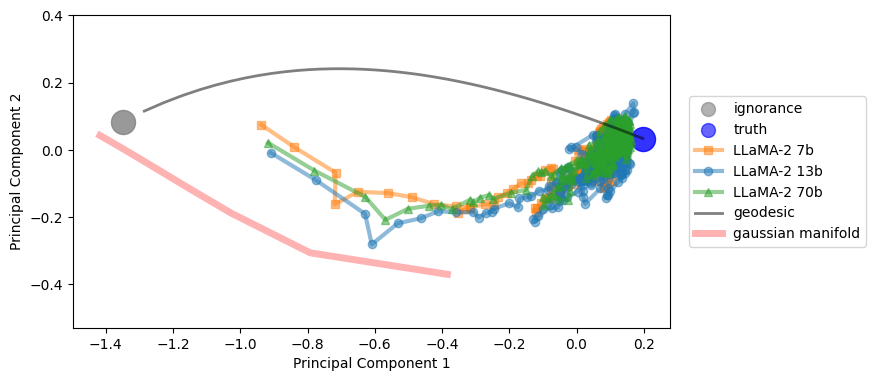 0.4
0.2
0.0
−0.2
−0.4
Principal Component 2
−1.4 −1.2 −1.0 −0.8 −0.6 −0.4 −0.2 0.0 0.2
Principal Component 1
ignorance
truth
LLaMA-2 7b
LLaMA-2 13b
LLaMA-2 70b
geodesic
gaussian manifold